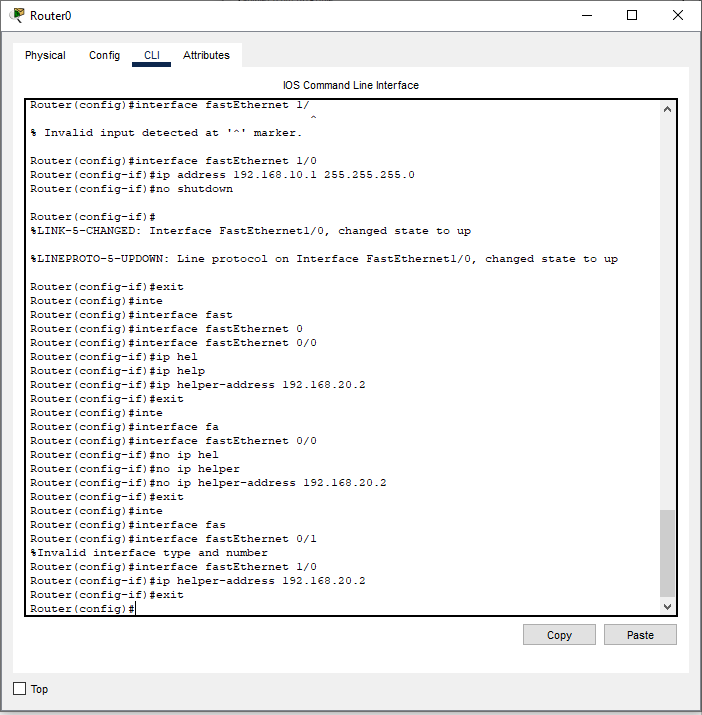 Router0
Physical Config CLI Attributes
IOS Command Line Interface
Router(config)#interface fastEthernet 1/
^
% Invalid input detected at '^' marker.
Router(config)#interface fastEthernet 1/0
Router(config-if)#ip address 192.168.10.1 255.255.255.0
Router(config-if)#no shutdown
Router(config-if)#
%LINK-5-CHANGED: Interface FastEthernet1/0, changed state to up
%LINEPROTO-5-UPDOWN: Line protocol on Interface FastEthernet1/0, changed state to up
Router(config-if)#exit
Router(config)#inte
Router(config)#interface fast
Router(config)#interface fastEthernet 0
Router(config)#interface fastEthernet 0/0
Router(config-if)#ip hel
Router(config-if)#ip help
Router(config-if)#ip helper-address 192.168.20.2
Router(config-if)#exit
Router(config)#inte
Router(config)#interface fa
Router(config)#interface fastEthernet 0/0
Router(config-if)#no ip hel
Router(config-if)#no ip helper
Router(config-if)#no ip helper-address 192.168.20.2
Router(config-if)#exit
Router(config)#inte
Router(config)#interface fas
Router(config)#interface fastEthernet 0/1
%Invalid interface type and number
Router(config)#interface fastEthernet 1/0
Router(config-if)#ip helper-address 192.168.20.2
Router(config-if)#exit
Router(config)#
Copy Paste
Top